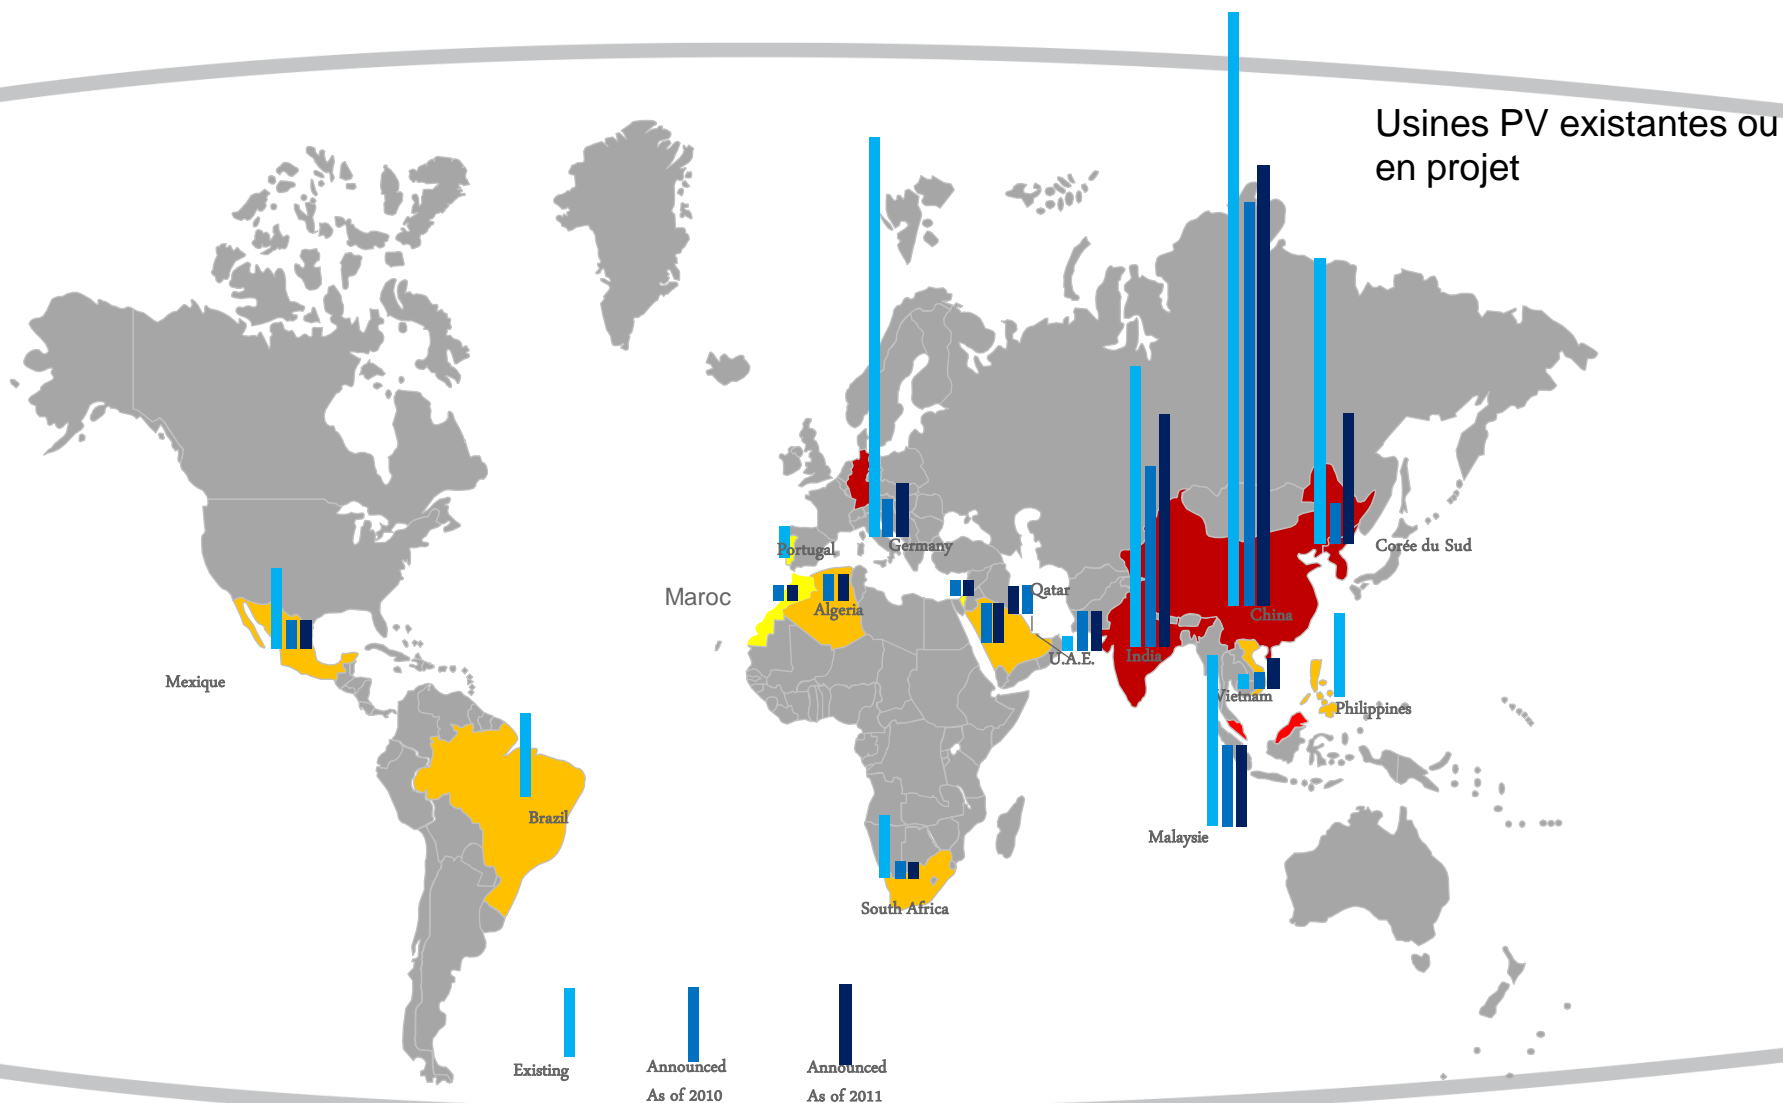 Usines PV existantes ou
en projet
Portugal
Germany
Corée du Sud
Maroc
Algeria
Qatar
China
U.A.E.
India
Mexique
Vietnam
Philippines
Brazil
Malaysie
South Africa
Existing
Announced
As of 2010
Announced
As of 2011